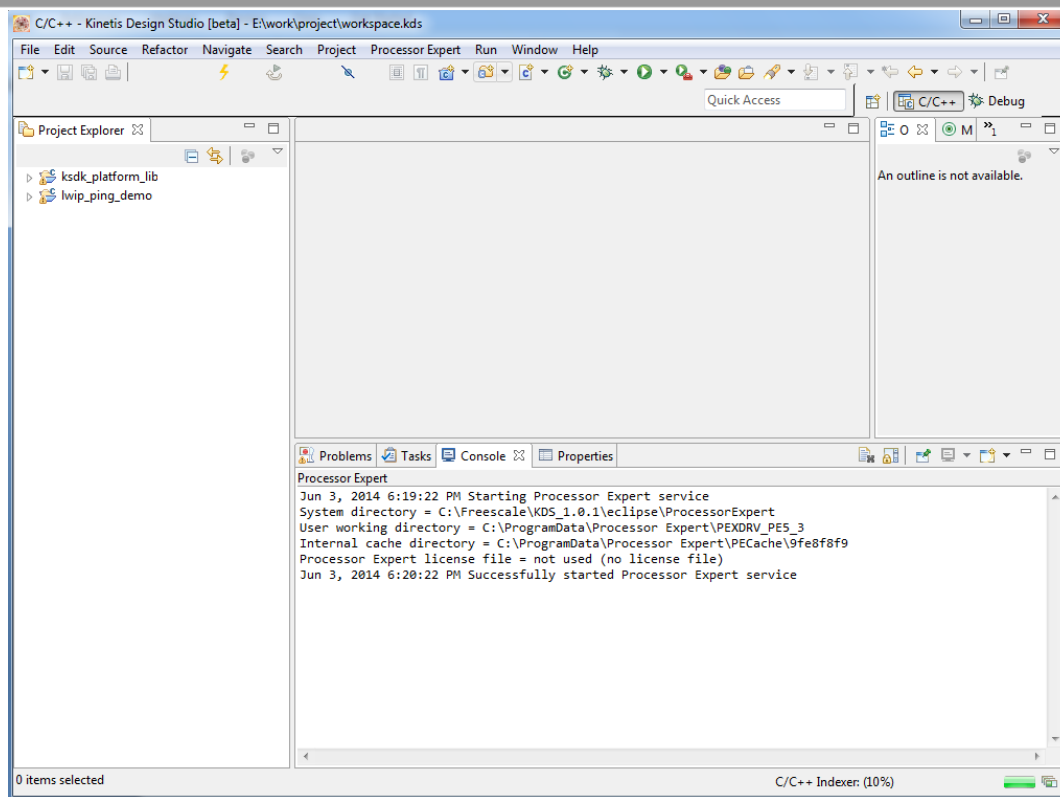 C/C++ - Kinetis Design Studio [beta] - E:\work\project\workspace.kds
File Edit Source Refactor Navigate Search Project Processor Expert Run Window Help
Quick Access
C/C++ Debug
Project Explorer
O M »1
ksdk_platform_lib
lwip_ping_demo
An outline is not available.
Problems Tasks Console Properties
Processor Expert
Jun 3, 2014 6:19:22 PM Starting Processor Expert service
System directory = C:\Freescale\KDS_1.0.1\eclipse\ProcessorExpert
User working directory = C:\ProgramData\Processor Expert\PEXDRV_PE5_3
Internal cache directory = C:\ProgramData\Processor Expert\PECache\9fe8f8f9
Processor Expert license file = not used (no license file)
Jun 3, 2014 6:20:22 PM Successfully started Processor Expert service
0 items selected
C/C++ Indexer: (10%)